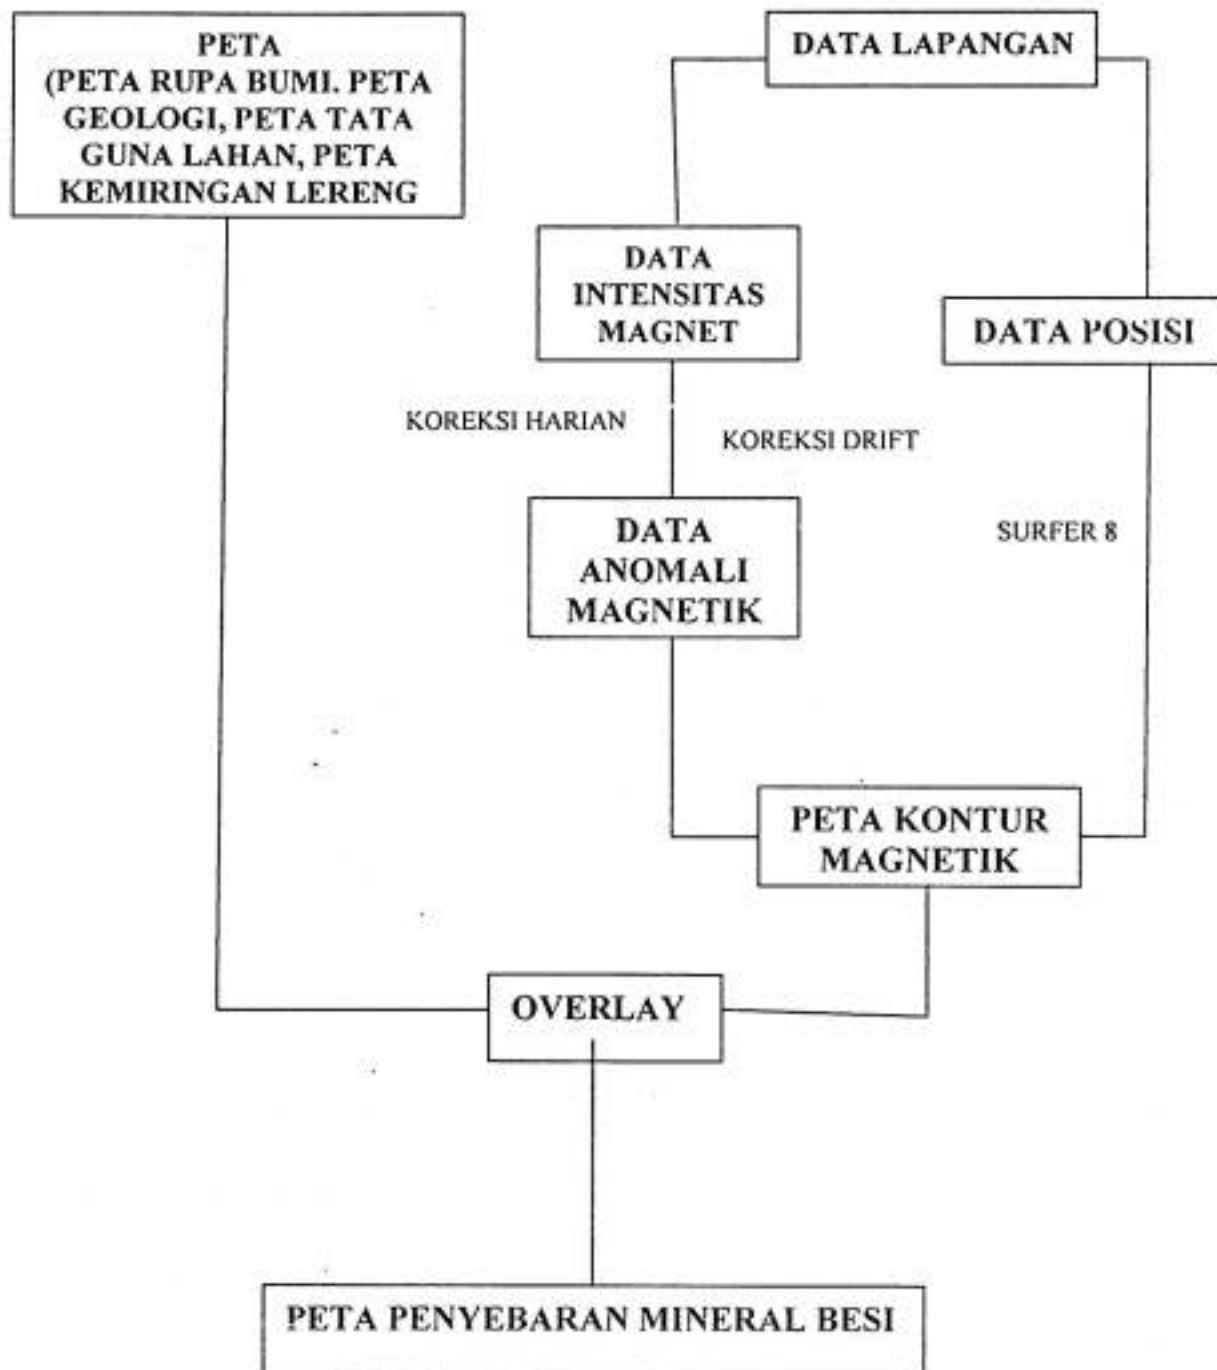 PETA
(PETA RUPA BUMI. PETA
GEOLOGI, PETA TATA
GUNA LAHAN, PETA
KEMIRINGAN LERENG
DATA LAPANGAN
DATA
INTENSITAS
MAGNET
DATA POSISI
KOREKSI HARIAN
KOREKSI DRIFT
DATA
ANOMALI
MAGNETIK
SURFER 8
PETA KONTUR
MAGNETIK
OVERLAY
PETA PENYEBARAN MINERAL BESI